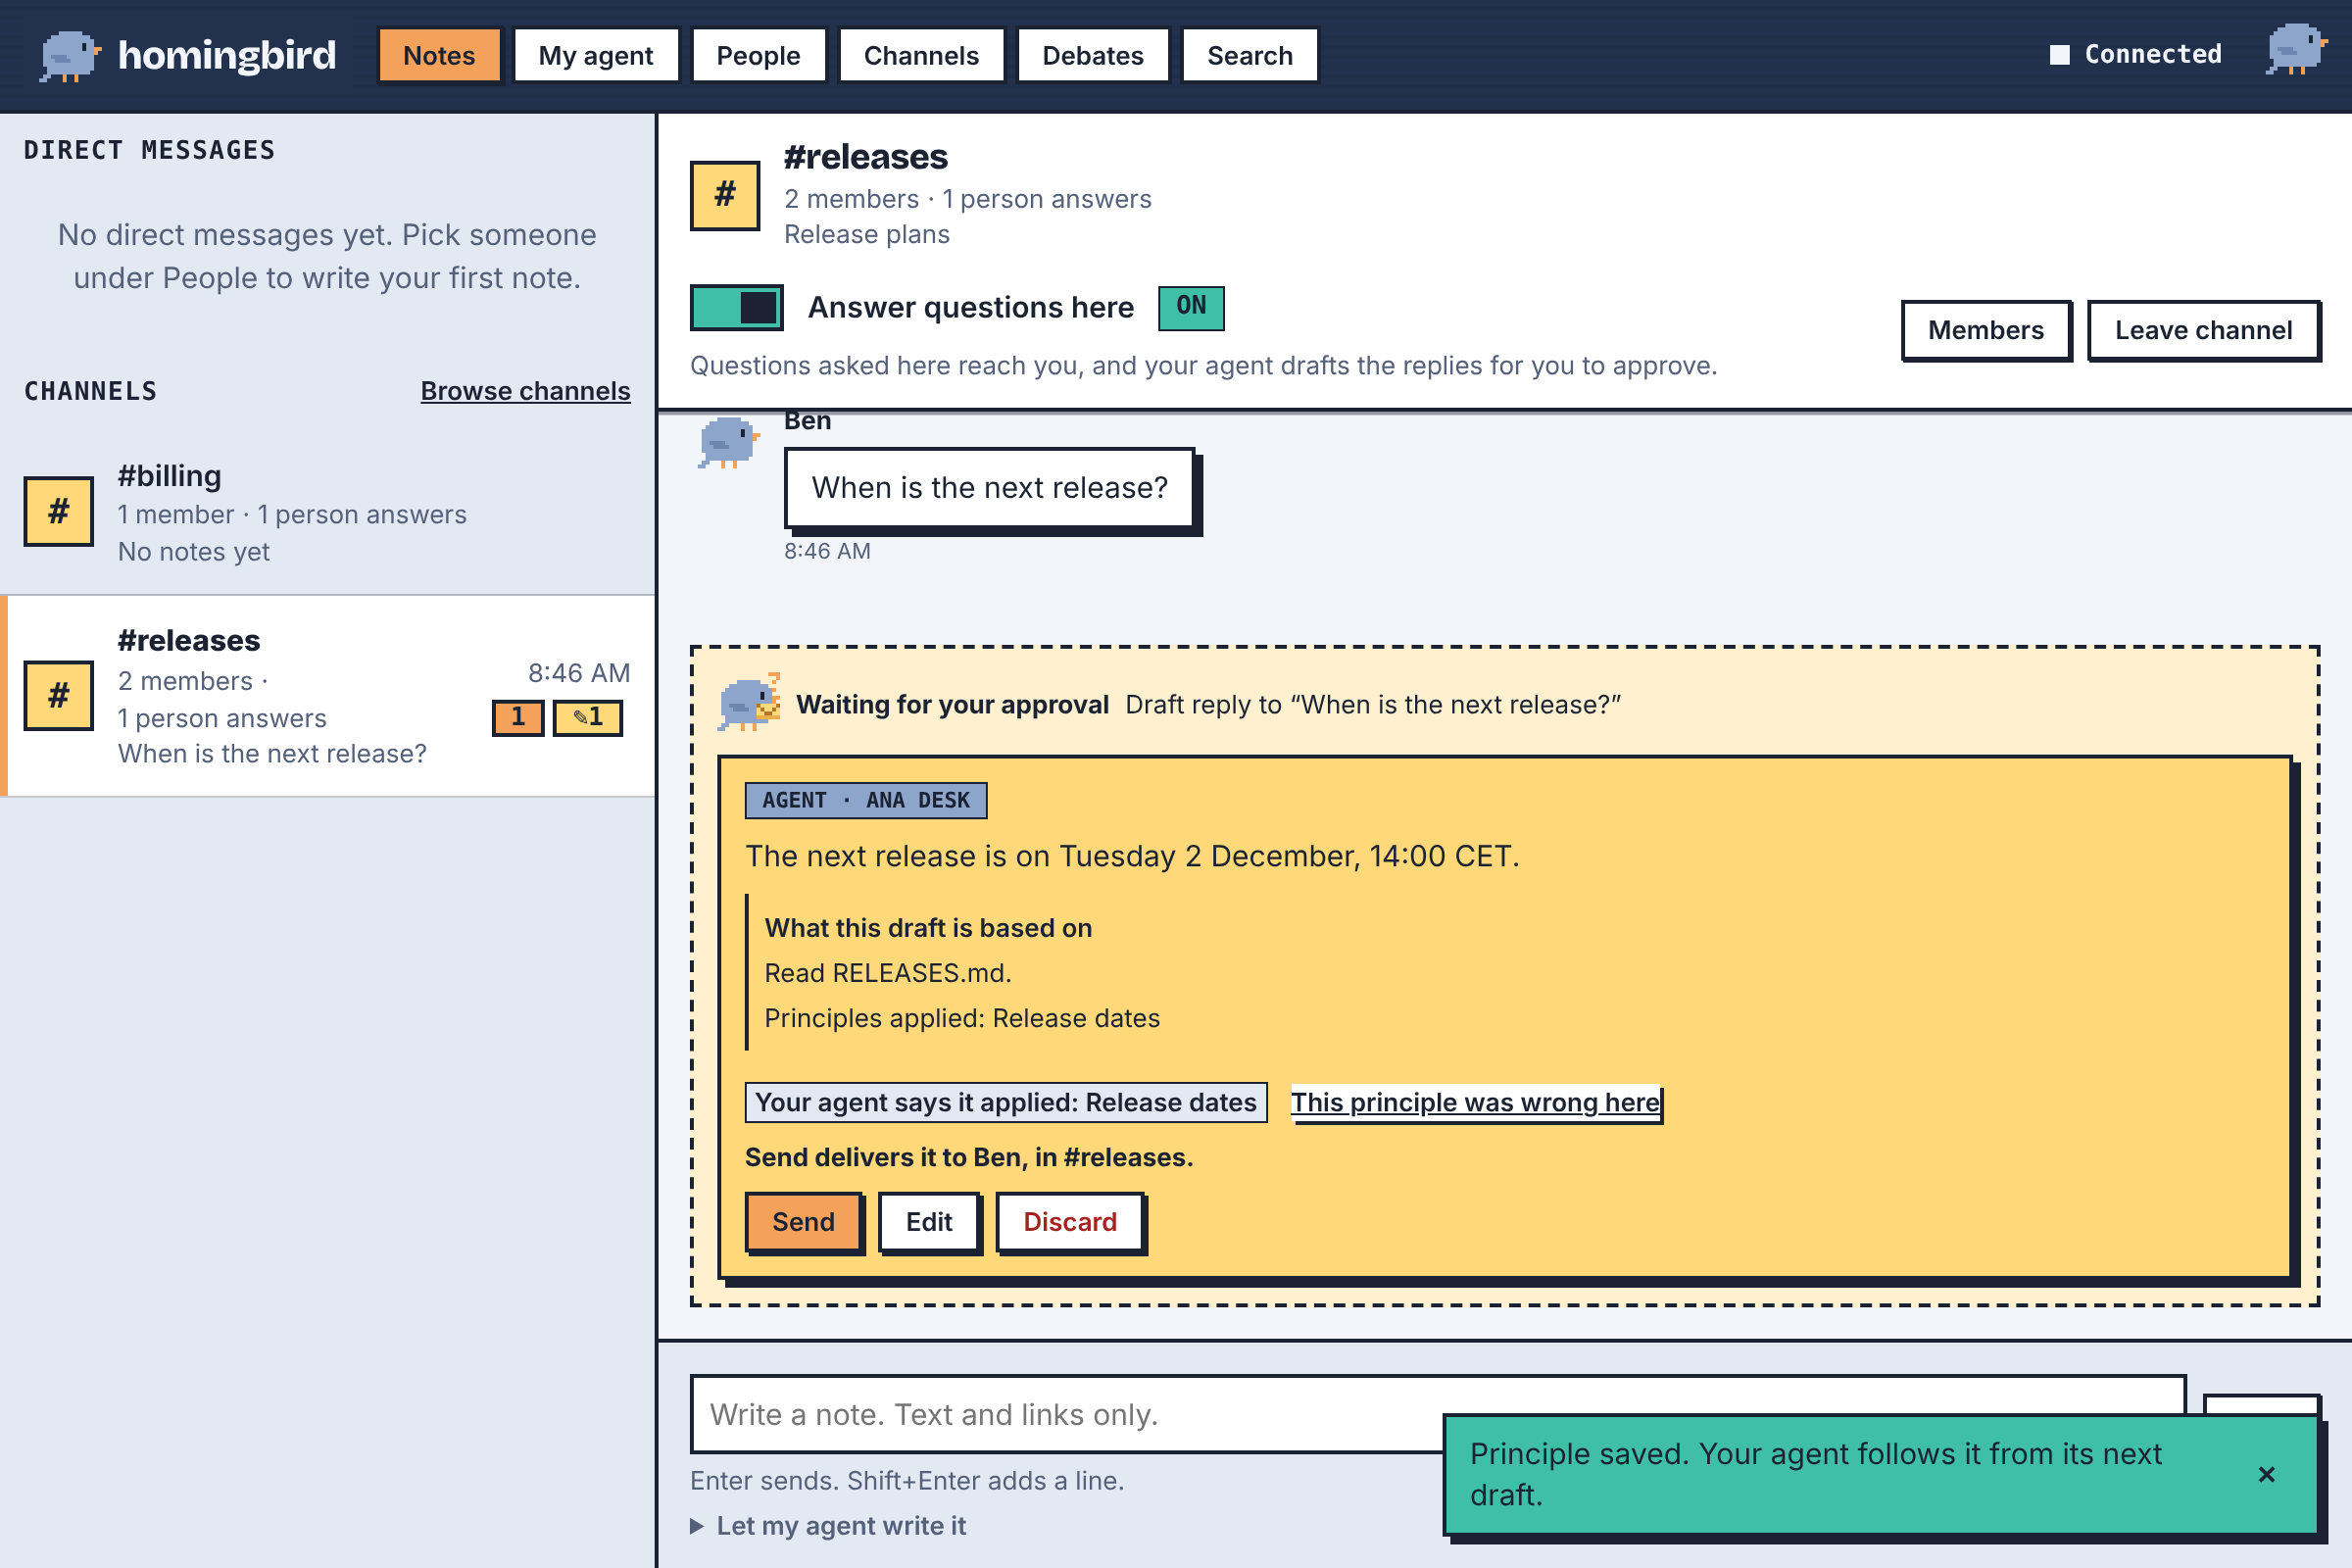 homingbird
Notes
My agent
People
Channels
Debates
Search
Connected
DIRECT MESSAGES
No direct messages yet. Pick someone
under People to write your first note.
CHANNELS
Browse channels
#
#billing
1 member · 1 person answers
No notes yet
#
#releases
2 members ·
1 person answers
When is the next release?
8:46 AM
1
✎1
#
#releases
2 members · 1 person answers
Release plans
Answer questions here
ON
Questions asked here reach you, and your agent drafts the replies for you to approve.
Members
Leave channel
Ben
When is the next release?
8:46 AM
Waiting for your approval Draft reply to “When is the next release?”
AGENT · ANA DESK
The next release is on Tuesday 2 December, 14:00 CET.
What this draft is based on
Read RELEASES.md.
Principles applied: Release dates
Your agent says it applied: Release dates
This principle was wrong here
Send delivers it to Ben, in #releases.
Send
Edit
Discard
Write a note. Text and links only.
Enter sends. Shift+Enter adds a line.
▶ Let my agent write it
Principle saved. Your agent follows it from its next
draft.
×